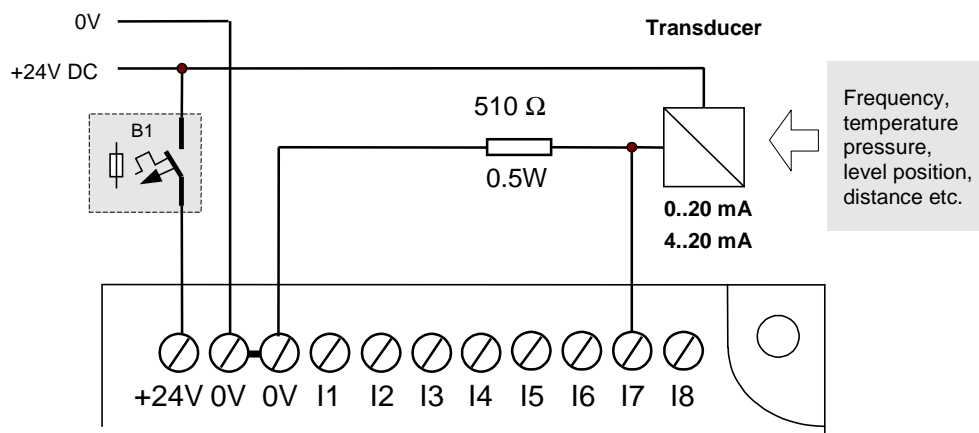 0V
Transducer
+24V DC
B1
510 Ω
0.5W
Frequency,
temperature
pressure,
level position,
distance etc.
0..20 mA
4..20 mA
+24V 0V 0V I1 I2 I3 I4 I5 I6 I7 I8